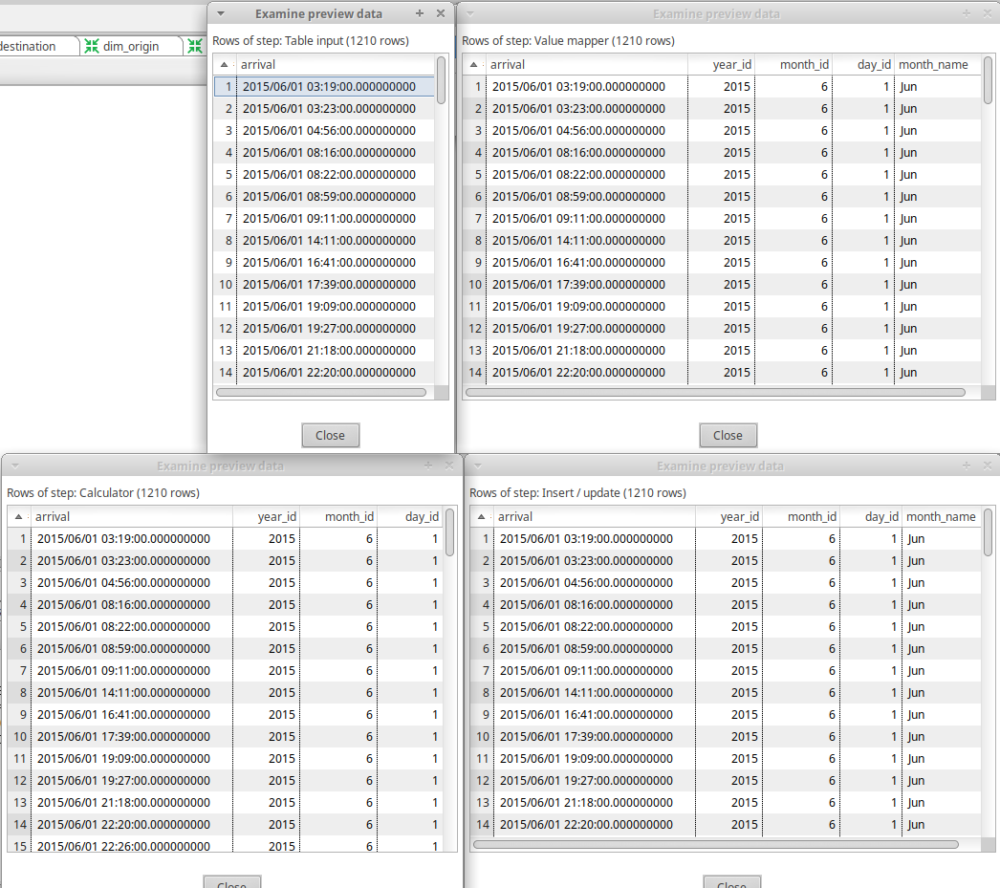 Examine preview data
Examine preview data
destination
dim_origin
Rows of step: Table input (1210 rows)
arrival
1 2015/06/01 03:19:00.000000000
2 2015/06/01 03:23:00.000000000
3 2015/06/01 04:56:00.000000000
4 2015/06/01 08:16:00.000000000
5 2015/06/01 08:22:00.000000000
6 2015/06/01 08:59:00.000000000
7 2015/06/01 09:11:00.000000000
8 2015/06/01 14:11:00.000000000
9 2015/06/01 16:41:00.000000000
10 2015/06/01 17:39:00.000000000
11 2015/06/01 19:09:00.000000000
12 2015/06/01 19:27:00.000000000
13 2015/06/01 21:18:00.000000000
14 2015/06/01 22:20:00.000000000
Close
Rows of step: Value mapper (1210 rows)
arrival year_id month_id day_id month_name
1 2015/06/01 03:19:00.000000000 2015 6 1 Jun
2 2015/06/01 03:23:00.000000000 2015 6 1 Jun
3 2015/06/01 04:56:00.000000000 2015 6 1 Jun
4 2015/06/01 08:16:00.000000000 2015 6 1 Jun
5 2015/06/01 08:22:00.000000000 2015 6 1 Jun
6 2015/06/01 08:59:00.000000000 2015 6 1 Jun
7 2015/06/01 09:11:00.000000000 2015 6 1 Jun
8 2015/06/01 14:11:00.000000000 2015 6 1 Jun
9 2015/06/01 16:41:00.000000000 2015 6 1 Jun
10 2015/06/01 17:39:00.000000000 2015 6 1 Jun
11 2015/06/01 19:09:00.000000000 2015 6 1 Jun
12 2015/06/01 19:27:00.000000000 2015 6 1 Jun
13 2015/06/01 21:18:00.000000000 2015 6 1 Jun
14 2015/06/01 22:20:00.000000000 2015 6 1 Jun
Close
Examine preview data
Rows of step: Calculator (1210 rows)
arrival year_id month_id day_id
1 2015/06/01 03:19:00.000000000 2015 6 1
2 2015/06/01 03:23:00.000000000 2015 6 1
3 2015/06/01 04:56:00.000000000 2015 6 1
4 2015/06/01 08:16:00.000000000 2015 6 1
5 2015/06/01 08:22:00.000000000 2015 6 1
6 2015/06/01 08:59:00.000000000 2015 6 1
7 2015/06/01 09:11:00.000000000 2015 6 1
8 2015/06/01 14:11:00.000000000 2015 6 1
9 2015/06/01 16:41:00.000000000 2015 6 1
10 2015/06/01 17:39:00.000000000 2015 6 1
11 2015/06/01 19:09:00.000000000 2015 6 1
12 2015/06/01 19:27:00.000000000 2015 6 1
13 2015/06/01 21:18:00.000000000 2015 6 1
14 2015/06/01 22:20:00.000000000 2015 6 1
15 2015/06/01 22:26:00.000000000 2015 6 1
Close
Examine preview data
Rows of step: Insert / update (1210 rows)
arrival year_id month_id day_id month_name
1 2015/06/01 03:19:00.000000000 2015 6 1 Jun
2 2015/06/01 03:23:00.000000000 2015 6 1 Jun
3 2015/06/01 04:56:00.000000000 2015 6 1 Jun
4 2015/06/01 08:16:00.000000000 2015 6 1 Jun
5 2015/06/01 08:22:00.000000000 2015 6 1 Jun
6 2015/06/01 08:59:00.000000000 2015 6 1 Jun
7 2015/06/01 09:11:00.000000000 2015 6 1 Jun
8 2015/06/01 14:11:00.000000000 2015 6 1 Jun
9 2015/06/01 16:41:00.000000000 2015 6 1 Jun
10 2015/06/01 17:39:00.000000000 2015 6 1 Jun
11 2015/06/01 19:09:00.000000000 2015 6 1 Jun
12 2015/06/01 19:27:00.000000000 2015 6 1 Jun
13 2015/06/01 21:18:00.000000000 2015 6 1 Jun
14 2015/06/01 22:20:00.000000000 2015 6 1 Jun
Close